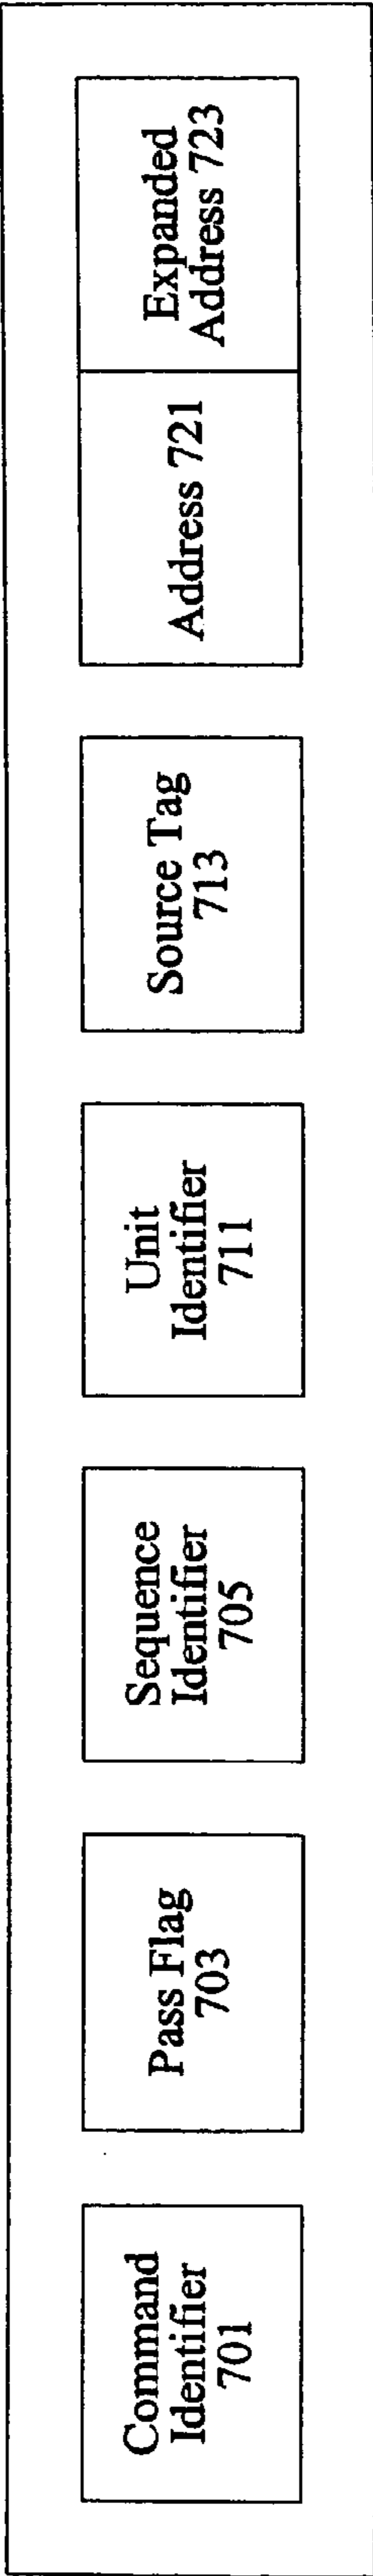 Command
Identifier
701
Pass Flag
703
Sequence
Identifier
705
Unit
Identifier
711
Source Tag
713
Address 721
Expanded
Address 723